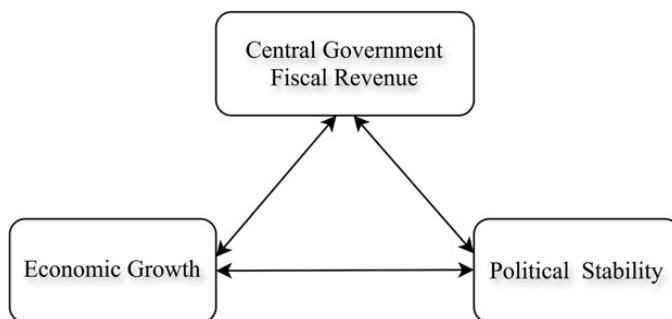 Central Government
Fiscal Revenue
Economic Growth
Political Stability